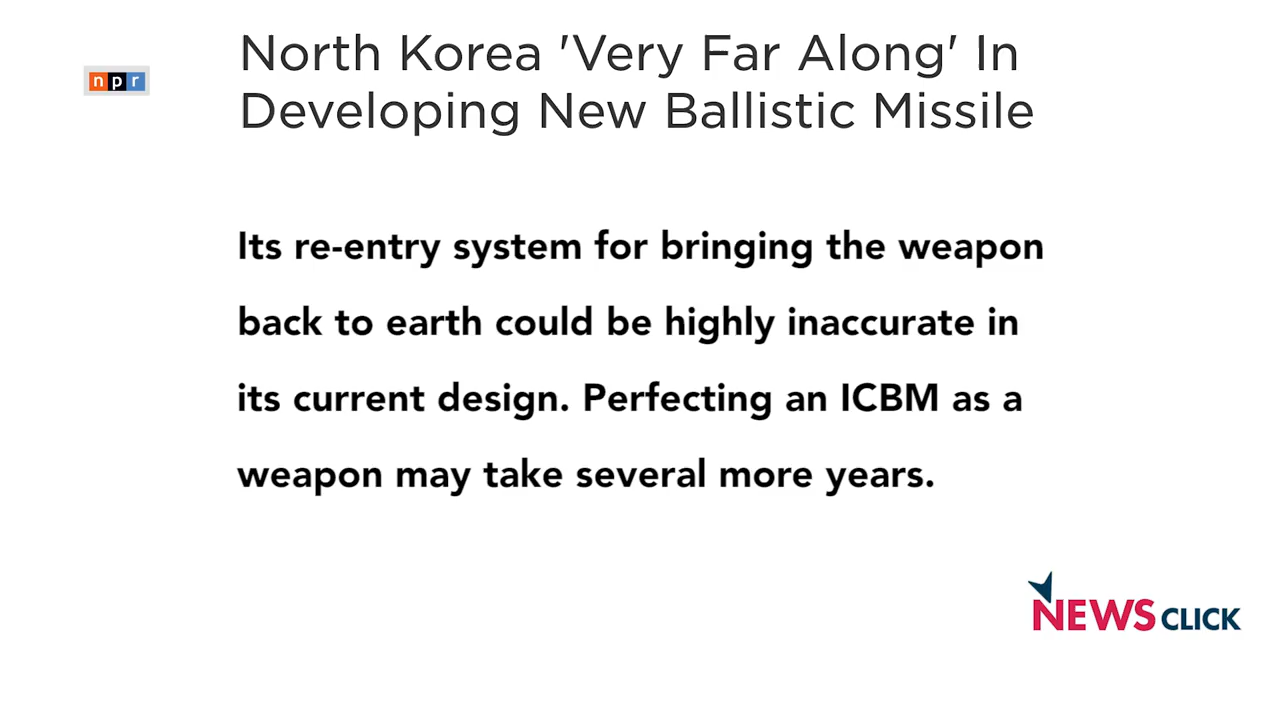 npr
North Korea 'Very Far Along' In
Developing New Ballistic Missile
Its re-entry system for bringing the weapon
back to earth could be highly inaccurate in
its current design. Perfecting an ICBM as a
weapon may take several more years.
NEWSCLICK